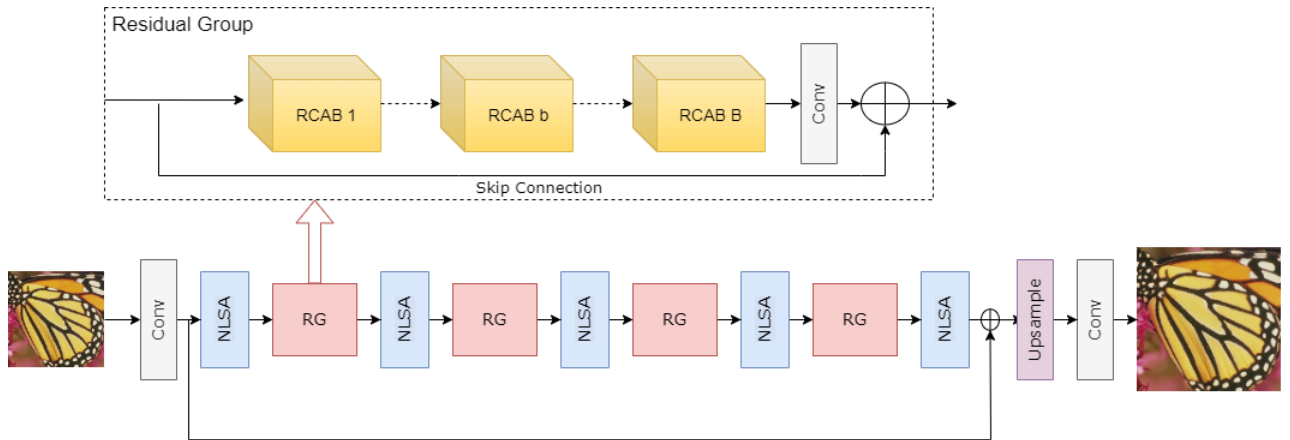 Residual Group
RCAB 1
RCAB b
RCAB B
Conv
Skip Connection
Conv
NLSA
RG
NLSA
RG
NLSA
RG
NLSA
RG
NLSA
Upsample
Conv